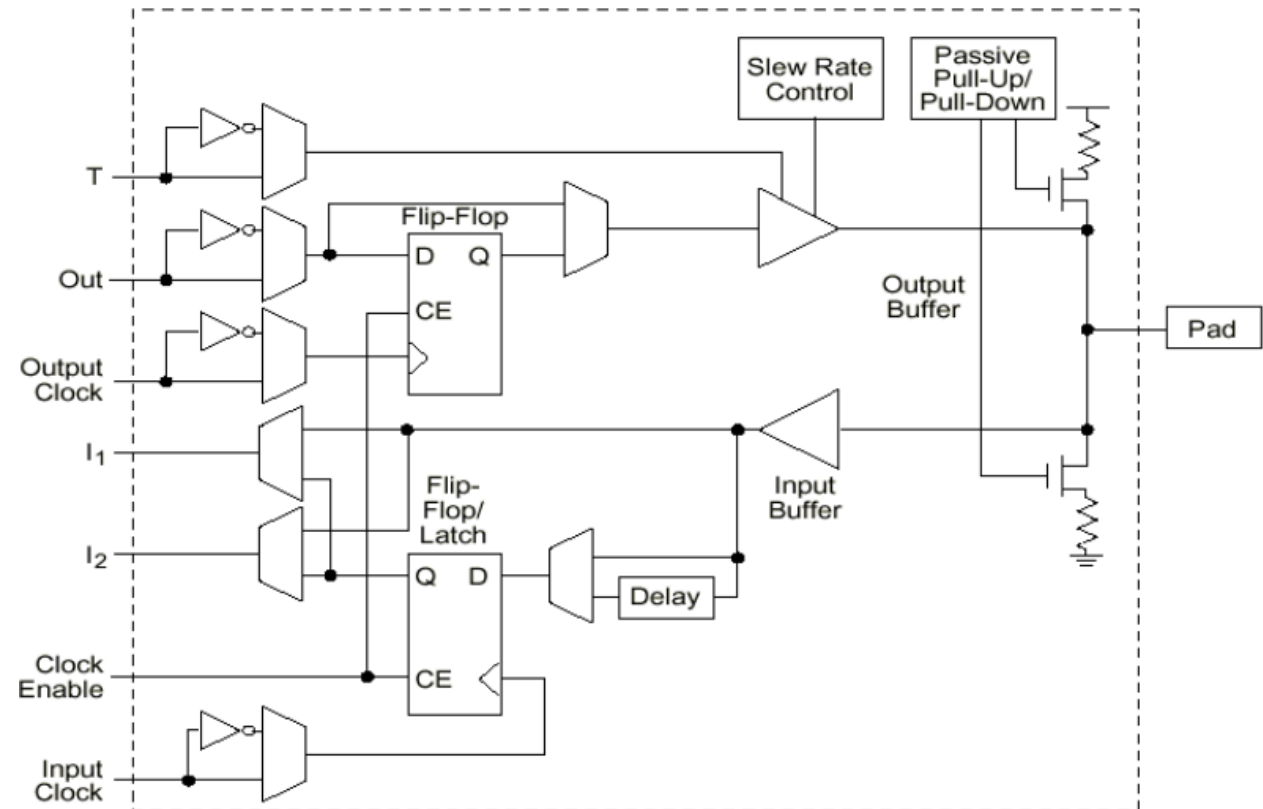 Slew Rate
Control
Passive
Pull-Up/
Pull-Down
T
Flip-Flop
D Q
Out
CE
Output
Buffer
Pad
Output
Clock
I1
Flip-
Flop/
Latch
Input
Buffer
I2
Q D
Delay
Clock
Enable
CE
Input
Clock